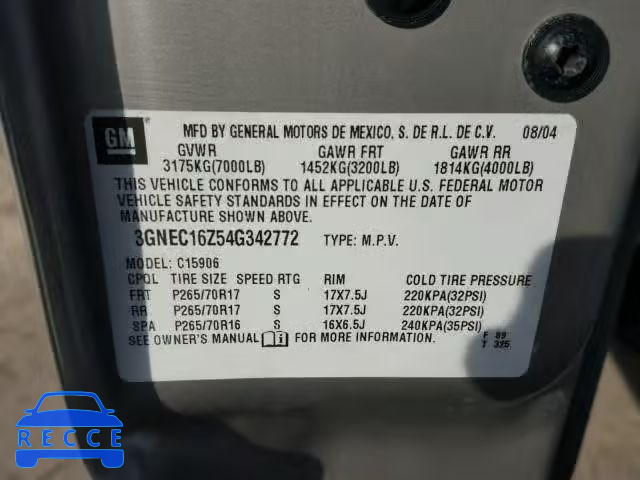 GM
MFD BY GENERAL MOTORS DE MEXICO, S. DE R.L. DE C.V. 08/04
GVWR GAWR FRT GAWR RR
3175KG(7000LB) 1452KG(3200LB) 1814KG(4000LB)
THIS VEHICLE CONFORMS TO ALL APPLICABLE U.S. FEDERAL MOTOR
VEHICLE SAFETY STANDARDS IN EFFECT ON THE DATE OF
MANUFACTURE SHOWN ABOVE.
3GNEC16Z54G342772 TYPE: M.P.V.
MODEL: C15906
CPQL TIRE SIZE SPEED RTG RIM COLD TIRE PRESSURE
FRT P265/70R17 S 17X7.5J 220KPA(32PSI)
RR P265/70R17 S 17X7.5J 220KPA(32PSI)
SPA P265/70R16 S 16X6.5J 240KPA(35PSI)
SEE OWNER'S MANUAL FOR MORE INFORMATION.
F 89
T 325
RECCE